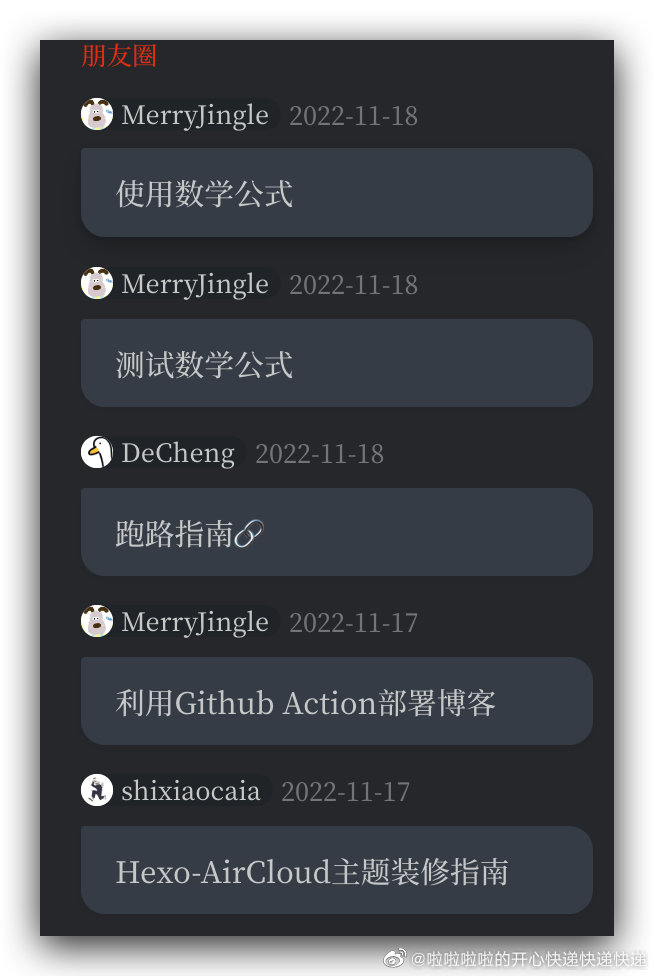 朋友圈
MerryJingle 2022-11-18
使用数学公式
MerryJingle 2022-11-18
测试数学公式
DeCheng 2022-11-18
跑路指南🔗
MerryJingle 2022-11-17
利用Github Action部署博客
shixiaocaia 2022-11-17
Hexo-AirCloud主题装修指南
@啦啦啦啦的开心快递快递快递